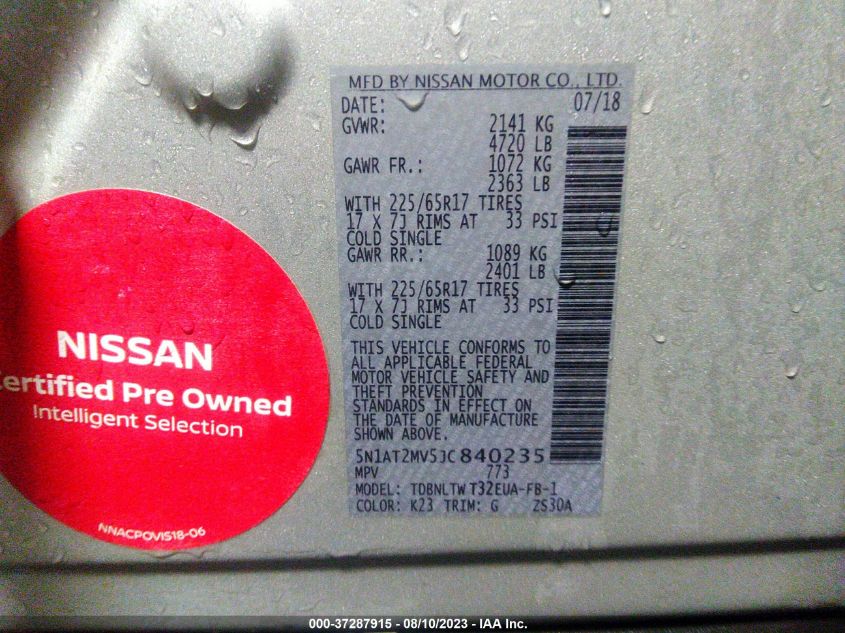 MFD BY NISSAN MOTOR CO., LTD.
DATE: 07/18
GVWR: 2141 KG
4720 LB
GAWR FR.: 1072 KG
2363 LB
WITH 225/65R17 TIRES
17 X 7J RIMS AT 33 PSI
COLD SINGLE
GAWR RR.: 1089 KG
2401 LB
WITH 225/65R17 TIRES
17 X 7J RIMS AT 33 PSI
COLD SINGLE
THIS VEHICLE CONFORMS TO
ALL APPLICABLE FEDERAL
MOTOR VEHICLE SAFETY AND
THEFT PREVENTION
STANDARDS IN EFFECT ON
THE DATE OF MANUFACTURE
SHOWN ABOVE.
5N1AT2MV5JC840235
MPV 773
MODEL: TDBNLTW T32EUA-FB-1
COLOR: K23 TRIM: G ZS30A
NISSAN
Certified Pre Owned
Intelligent Selection
NNACPOVIS18-06
000-37287915 - 08/10/2023 - IAA Inc.